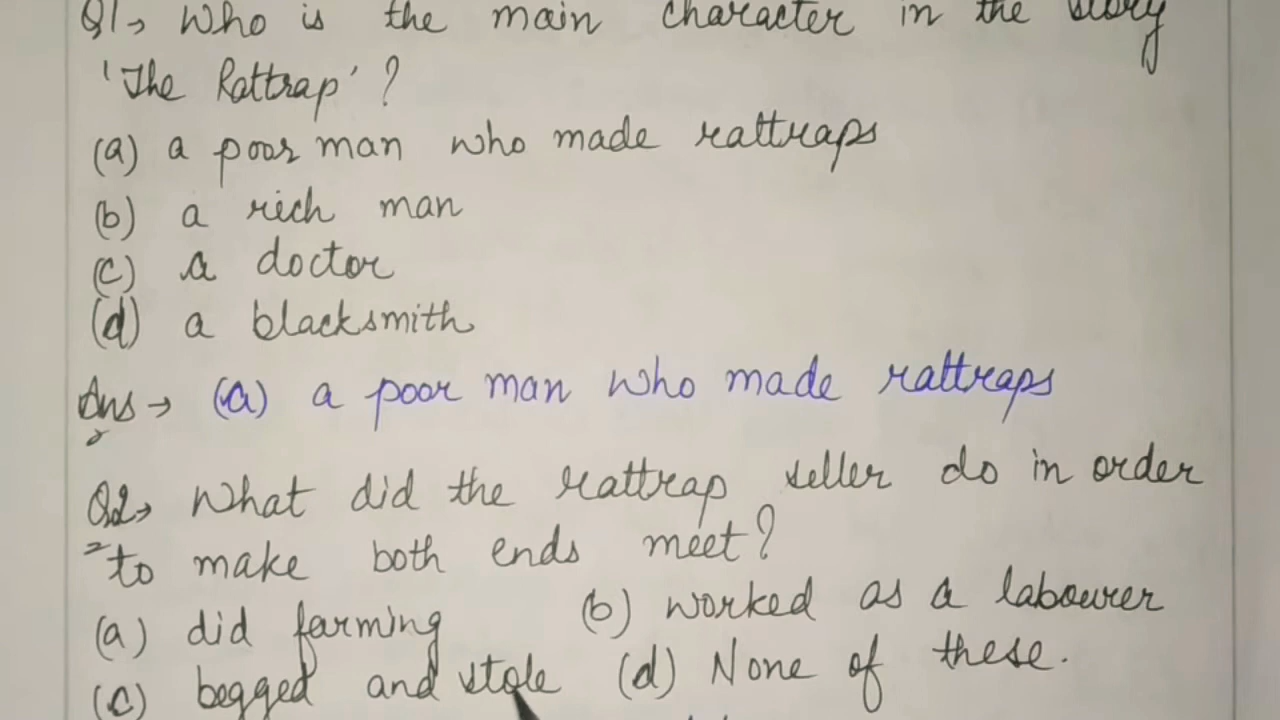 Q1→ Who is the main character in the story
'The Rattrap'?
(a) a poor man who made rattraps
(b) a rich man
(c) a doctor
(d) a blacksmith
Ans → (a) a poor man who made rattraps
Q2→ What did the rattrap seller do in order
to make both ends meet?
(a) did farming (b) worked as a labourer
(c) begged and stole (d) None of these.